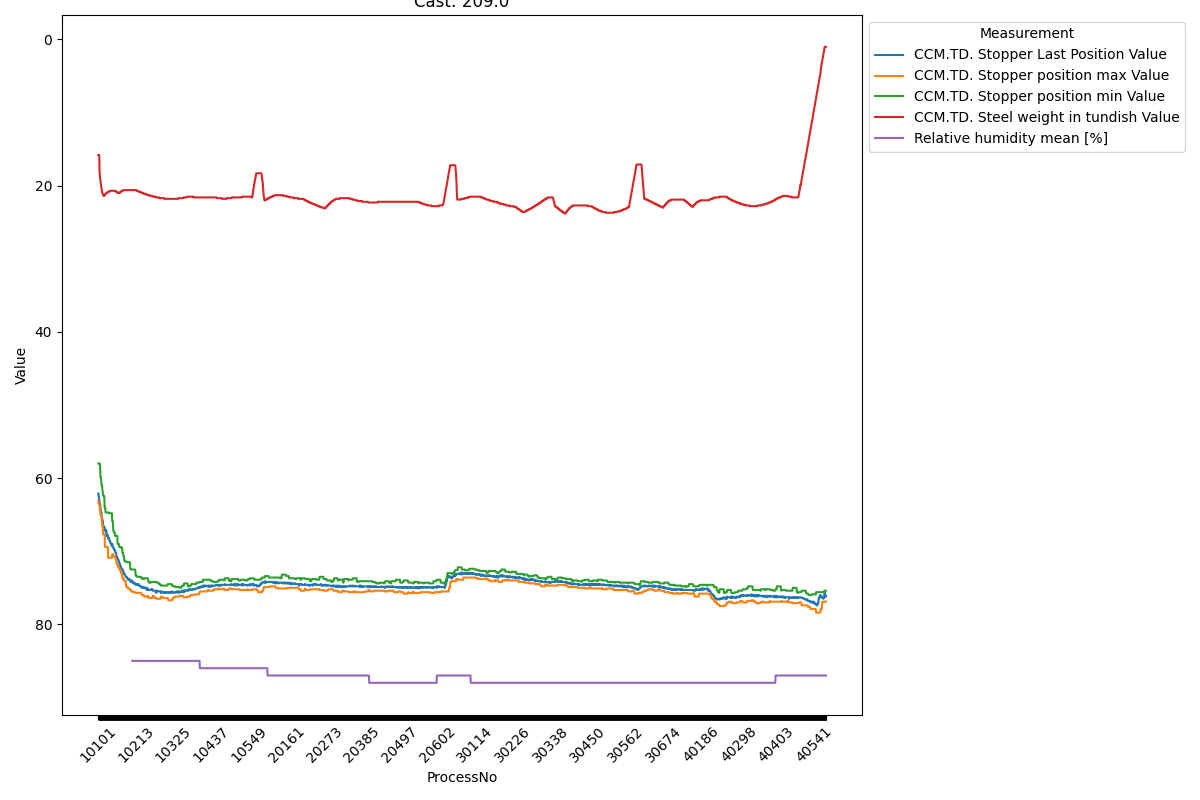 Cast: 209.0
Measurement
CCM.TD. Stopper Last Position Value
CCM.TD. Stopper position max Value
CCM.TD. Stopper position min Value
CCM.TD. Steel weight in tundish Value
Relative humidity mean [%]
0
20
40
60
80
Value
10101
10213
10325
10437
10549
20161
20273
20385
20497
20602
30114
30226
30338
30450
30562
30674
40186
40298
40403
40541
ProcessNo